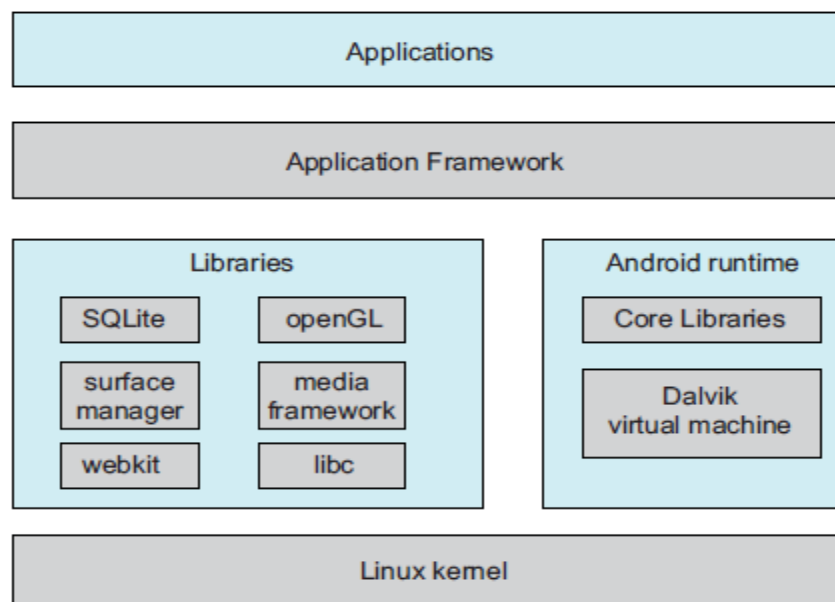 Applications
Application Framework
Libraries
SQLite
openGL
surface
manager
media
framework
webkit
libc
Android runtime
Core Libraries
Dalvik
virtual machine
Linux kernel